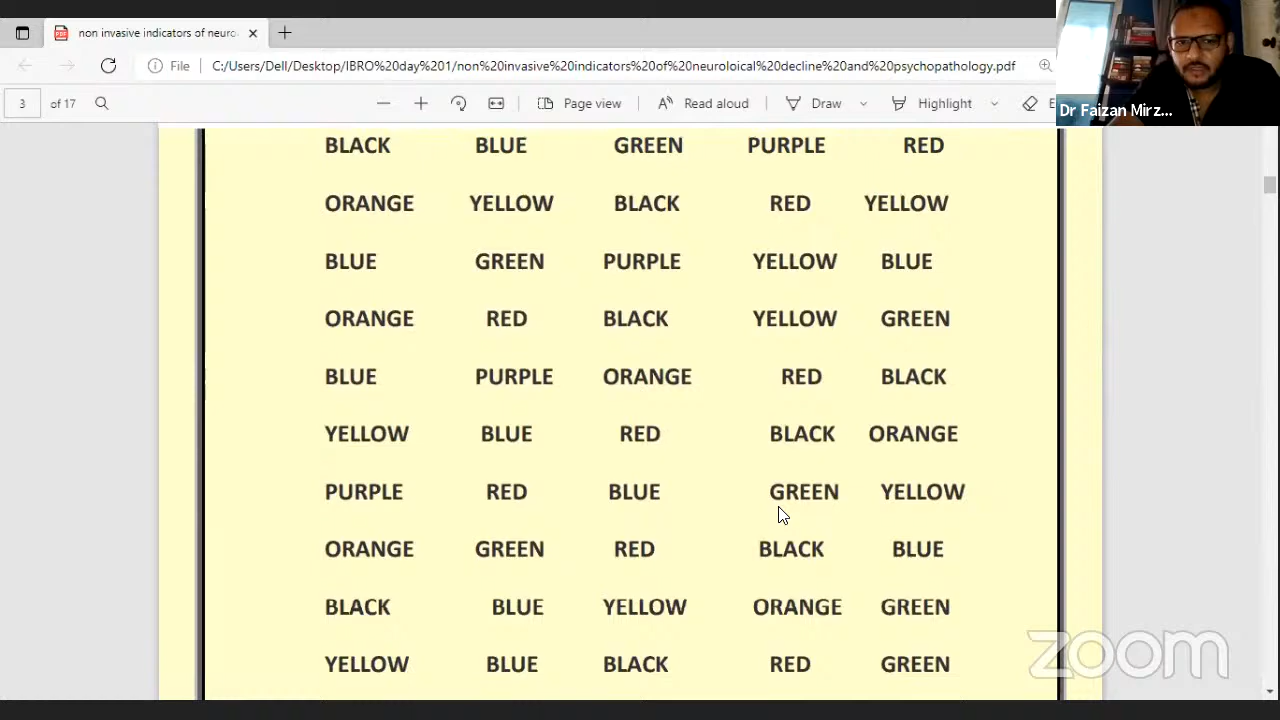 non invasive indicators of neuro
File C:/Users/Dell/Desktop/IBRO%20day%201/non%20invasive%20indicators%20of%20neuroloical%20decline%20and%20psychopathology.pdf
3 of 17 Page view Read aloud Draw Highlight
Dr Faizan Mirz...
BLACK BLUE GREEN PURPLE RED
ORANGE YELLOW BLACK RED YELLOW
BLUE GREEN PURPLE YELLOW BLUE
ORANGE RED BLACK YELLOW GREEN
BLUE PURPLE ORANGE RED BLACK
YELLOW BLUE RED BLACK ORANGE
PURPLE RED BLUE GREEN YELLOW
ORANGE GREEN RED BLACK BLUE
BLACK BLUE YELLOW ORANGE GREEN
YELLOW BLUE BLACK RED GREEN
zoom